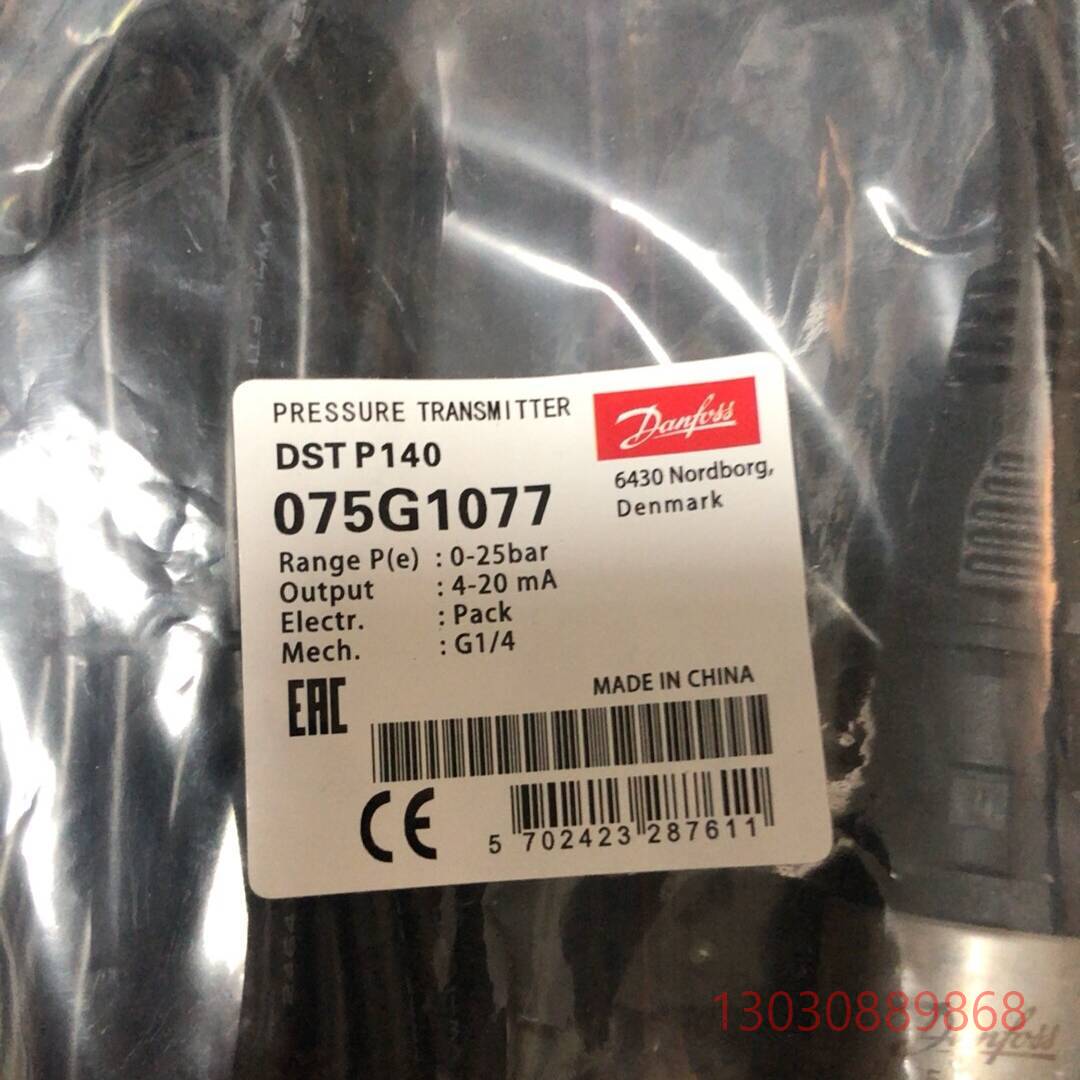 PRESSURE TRANSMITTER
Danfoss
DST P140
6430 Nordborg,
Denmark
075G1077
Range P(e) : 0-25bar
Output : 4-20 mA
Electr. : Pack
Mech. : G1/4
EAC
MADE IN CHINA
CE
5 702423 287611
13030889868
Danfoss